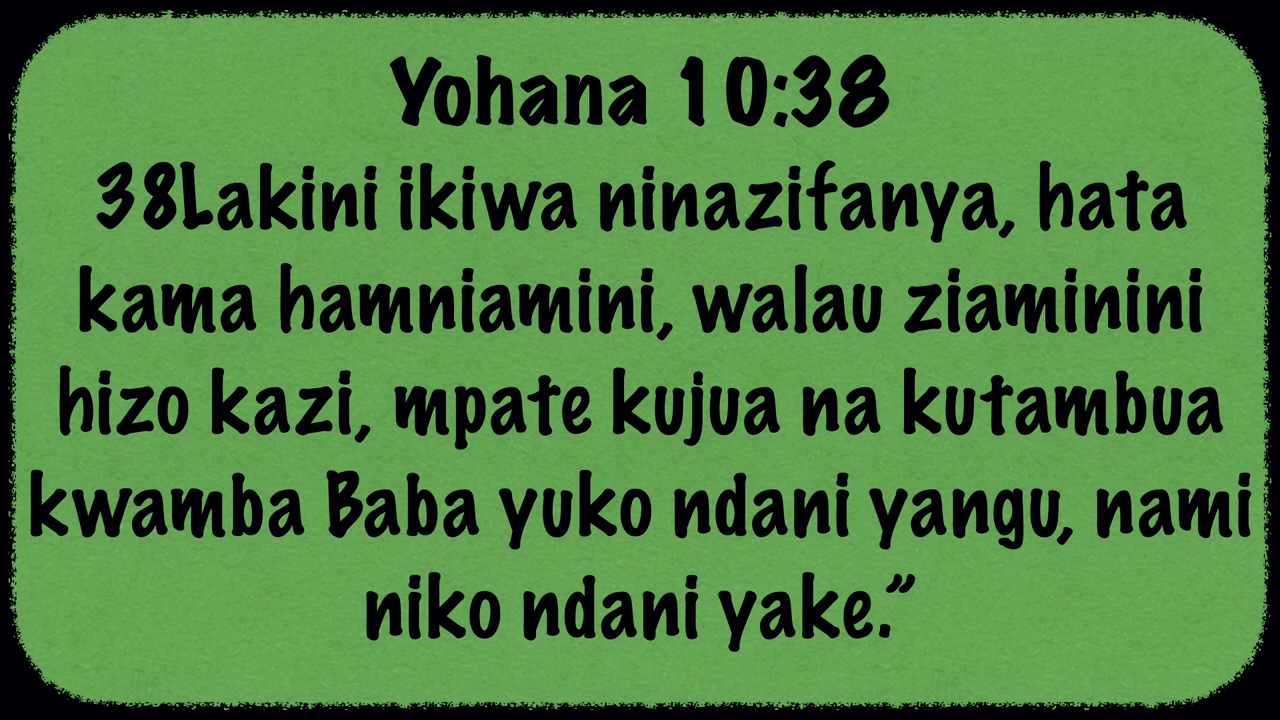 Yohana 10:38
38Lakini ikiwa ninazifanya, hata
kama hamniamini, walau ziaminini
hizo kazi, mpate kujua na kutambua
kwamba Baba yuko ndani yangu, nami
niko ndani yake.”